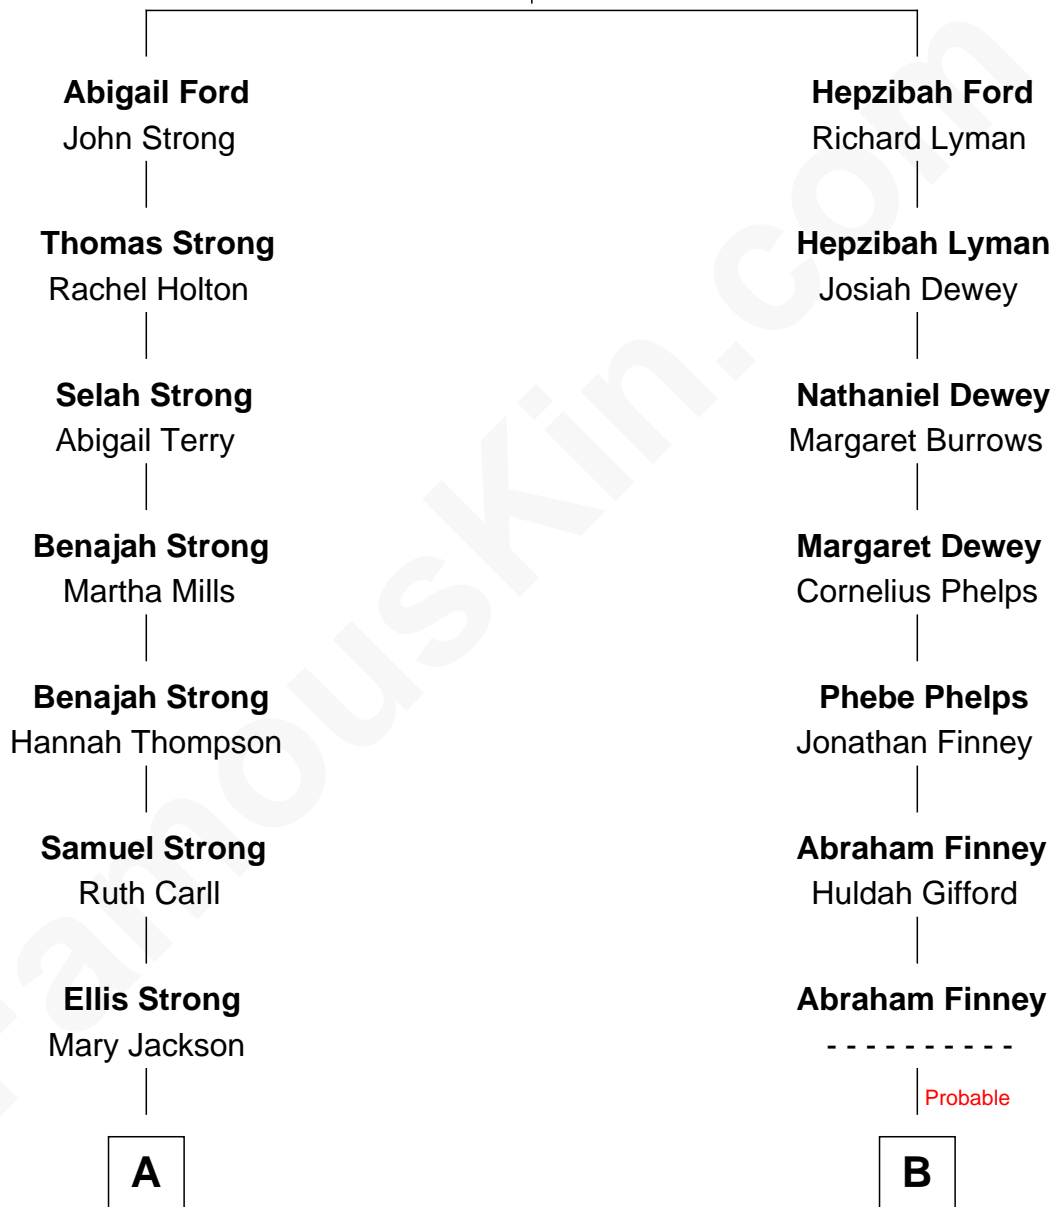 Abigail Ford
John Strong
Thomas Strong
Rachel Holton
Selah Strong
Abigail Terry
Benajah Strong
Martha Mills
Benajah Strong
Hannah Thompson
Samuel Strong
Ruth Carll
Ellis Strong
Mary Jackson
A
Hepzibah Ford
Richard Lyman
Hepzibah Lyman
Josiah Dewey
Nathaniel Dewey
Margaret Burrows
Margaret Dewey
Cornelius Phelps
Phebe Phelps
Jonathan Finney
Abraham Finney
Huldah Gifford
Abraham Finney
- - - - - - - - - -
Probable
B
FamousKin.com